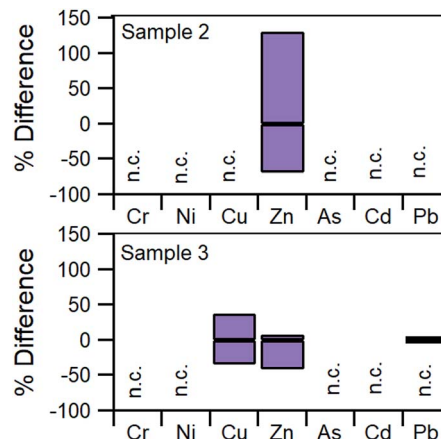 % Difference
150
100
50
0
-50
-100
Sample 2
n.c. n.c. n.c. n.c. n.c. n.c.
Cr Ni Cu Zn As Cd Pb
% Difference
150
100
50
0
-50
-100
Sample 3
n.c. n.c. n.c. n.c. n.c.
Cr Ni Cu Zn As Cd Pb